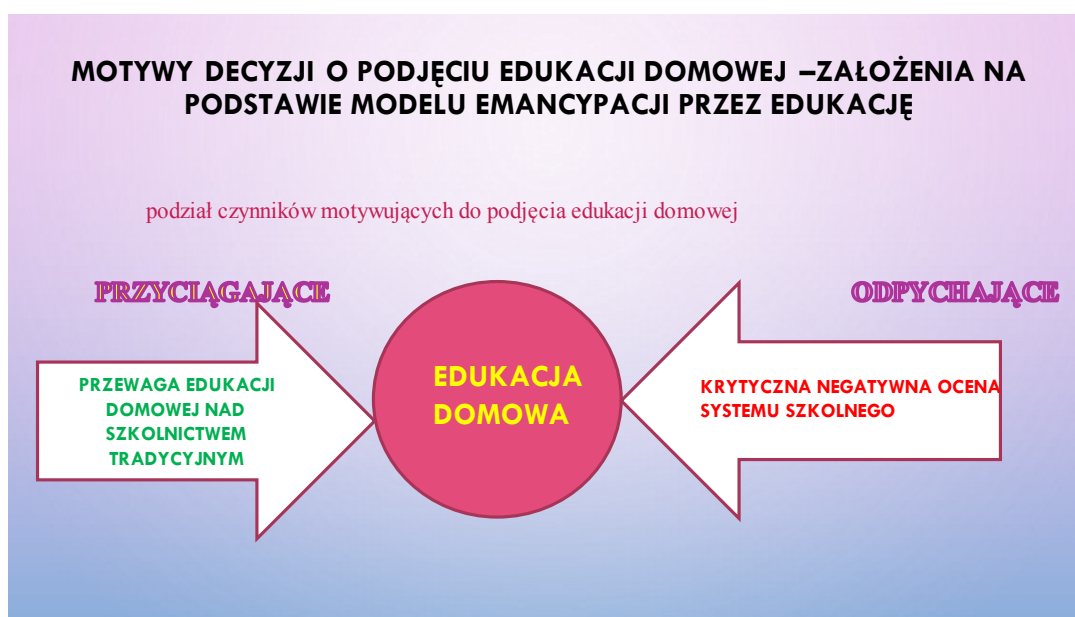 MOTYWY DECYZJI O PODJĘCIU EDUKACJI DOMOWEJ –ZAŁOŻENIA NA
PODSTAWIE MODELU EMANCYPACJI PRZEZ EDUKACJĘ
podział czynników motywujących do podjęcia edukacji domowej
PRZYCIĄGAJĄCE
ODPYCHAJĄCE
PRZEWAGA EDUKACJI
DOMOWEJ NAD
SZKOLNICTWEM
TRADYCYJNYM
EDUKACJA
DOMOWA
KRYTYCZNA NEGATYWNA OCENA
SYSTEMU SZKOLNEGO